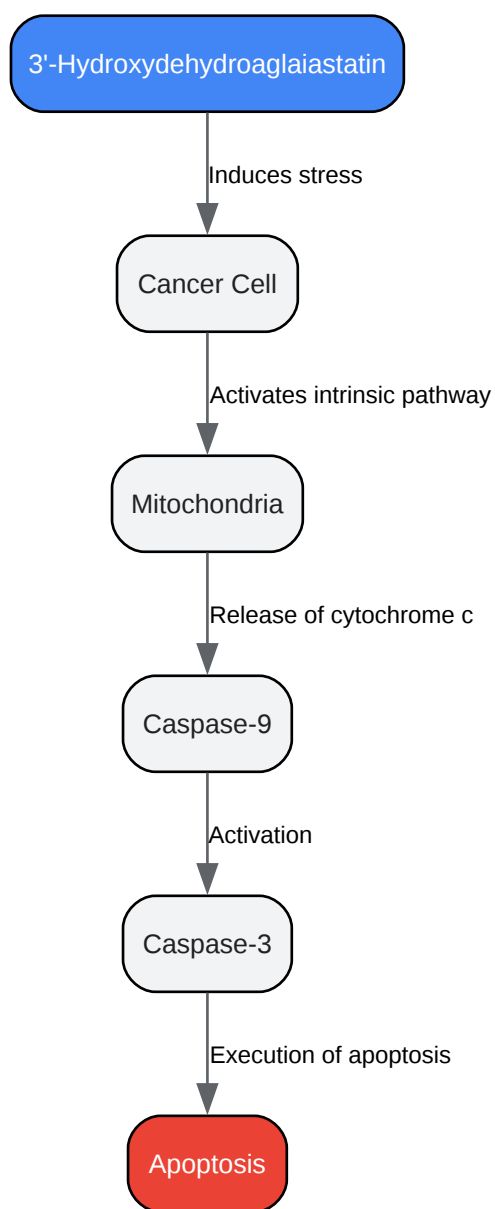 3'-Hydroxydehydroaglaiastatin
Induces stress
Cancer Cell
Activates intrinsic pathway
Mitochondria
Release of cytochrome c
Caspase-9
Activation
Caspase-3
Execution of apoptosis
Apoptosis